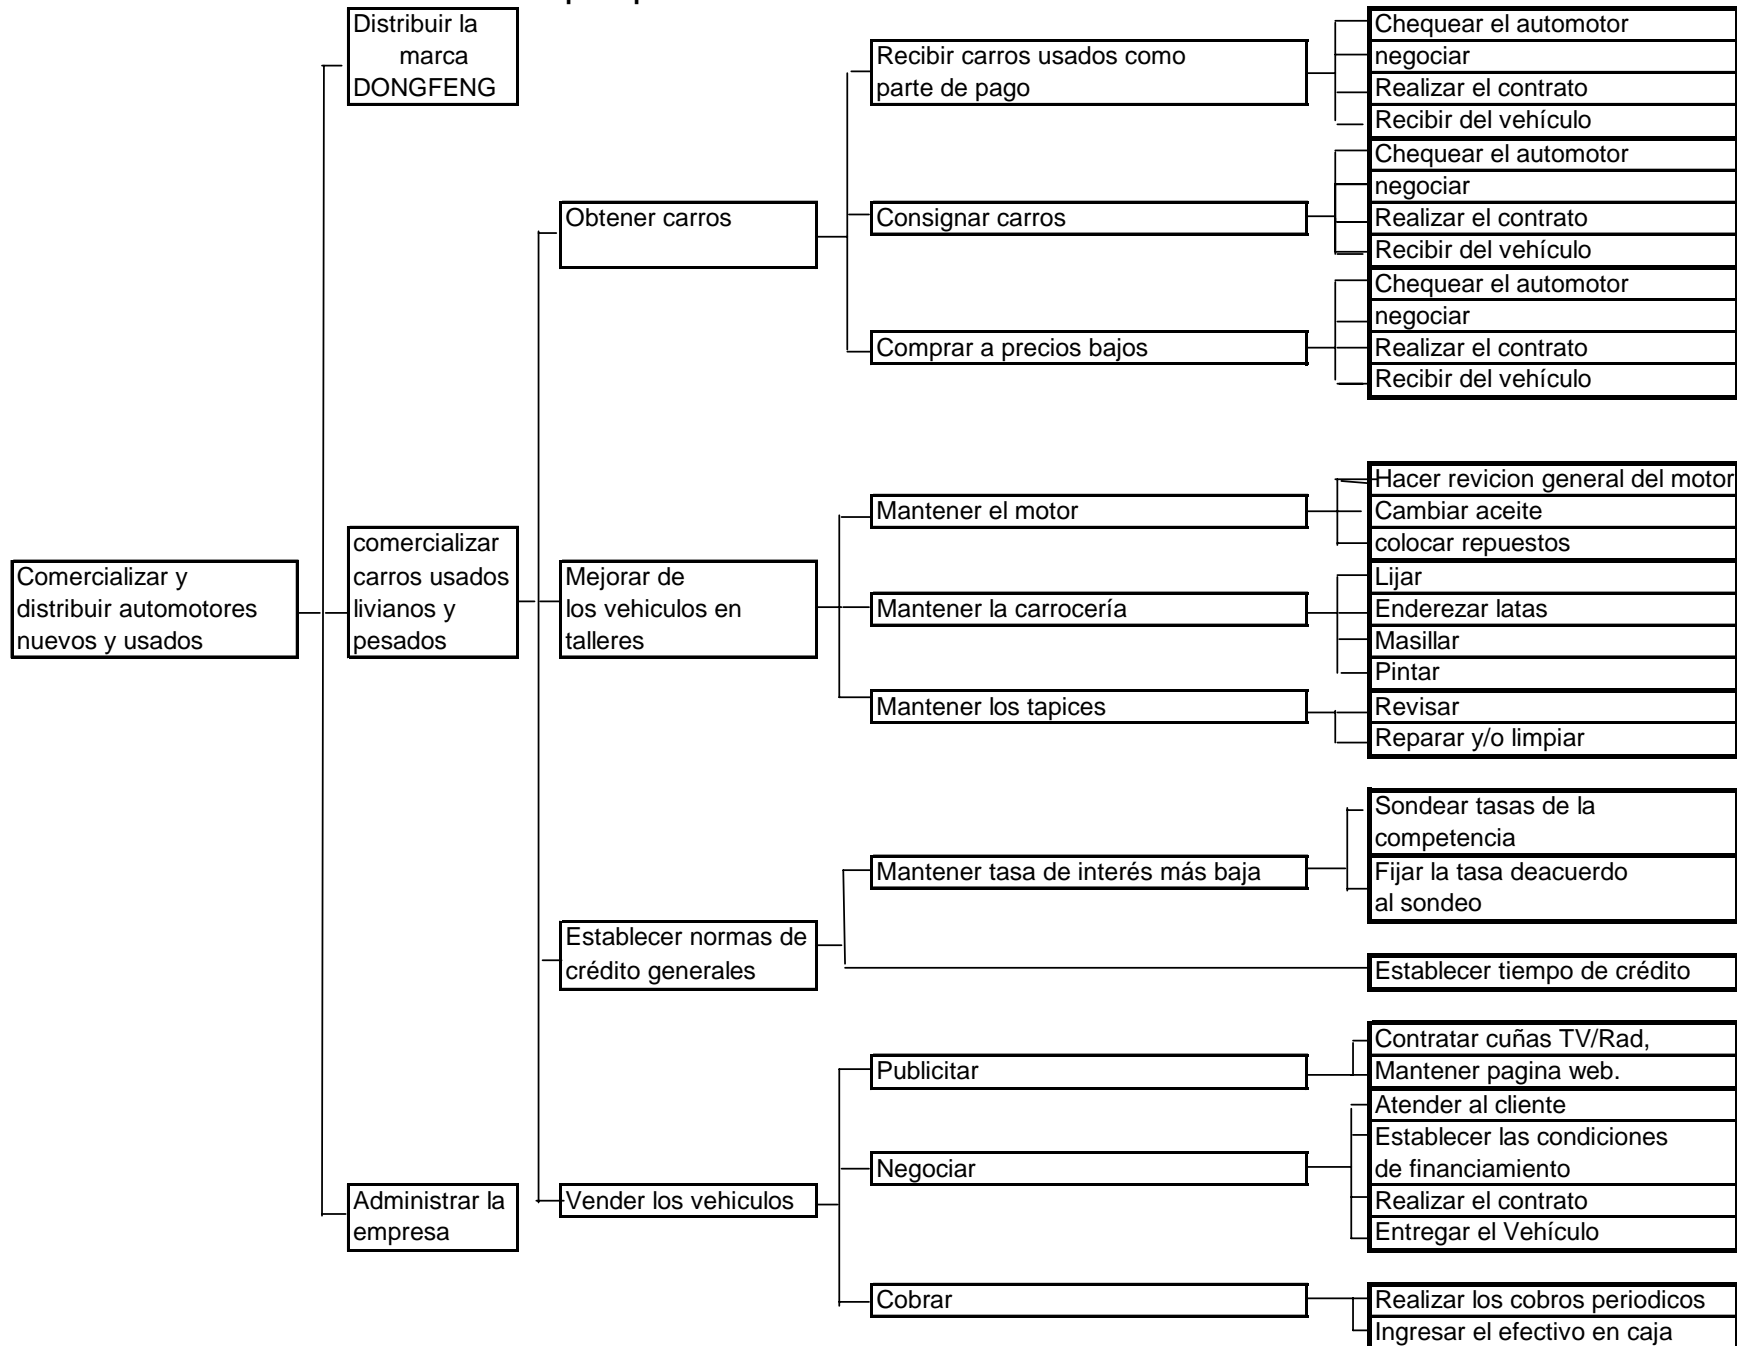 Distribuir la
marca
DONGFENG
Recibir carros usados como
parte de pago
Chequear el automotor
negociar
Realizar el contrato
Recibir del vehículo
Obtener carros
Consignar carros
Chequear el automotor
negociar
Realizar el contrato
Recibir del vehículo
Comprar a precios bajos
Chequear el automotor
negociar
Realizar el contrato
Recibir del vehículo
Comercializar y
distribuir automotores
nuevos y usados
comercializar
carros usados
livianos y
pesados
Mejorar de
los vehiculos en
talleres
Mantener el motor
Hacer revicion general del motor
Cambiar aceite
colocar repuestos
Mantener la carrocería
Lijar
Enderezar latas
Masillar
Pintar
Mantener los tapices
Revisar
Reparar y/o limpiar
Establecer normas de
crédito generales
Mantener tasa de interés más baja
Sondear tasas de la
competencia
Fijar la tasa deacuerdo
al sondeo
Establecer tiempo de crédito
Administrar la
empresa
Vender los vehiculos
Publicitar
Contratar cuñas TV/Rad,
Mantener pagina web.
Negociar
Atender al cliente
Establecer las condiciones
de financiamiento
Realizar el contrato
Entregar el Vehículo
Cobrar
Realizar los cobros periodicos
Ingresar el efectivo en caja